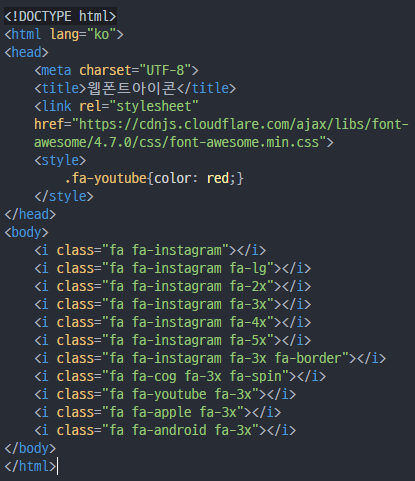 <!DOCTYPE html>
<html lang="ko">
<head>
    <meta charset="UTF-8">
    <title>웹폰트아이콘</title>
    <link rel="stylesheet"
    href="https://cdnjs.cloudflare.com/ajax/libs/font-
    awesome/4.7.0/css/font-awesome.min.css">
    <style>
        .fa-youtube{color: red;}
    </style>
</head>
<body>
    <i class="fa fa-instagram"></i>
    <i class="fa fa-instagram fa-lg"></i>
    <i class="fa fa-instagram fa-2x"></i>
    <i class="fa fa-instagram fa-3x"></i>
    <i class="fa fa-instagram fa-4x"></i>
    <i class="fa fa-instagram fa-5x"></i>
    <i class="fa fa-instagram fa-3x fa-border"></i>
    <i class="fa fa-cog fa-3x fa-spin"></i>
    <i class="fa fa-youtube fa-3x"></i>
    <i class="fa fa-apple fa-3x"></i>
    <i class="fa fa-android fa-3x"></i>
</body>
</html>